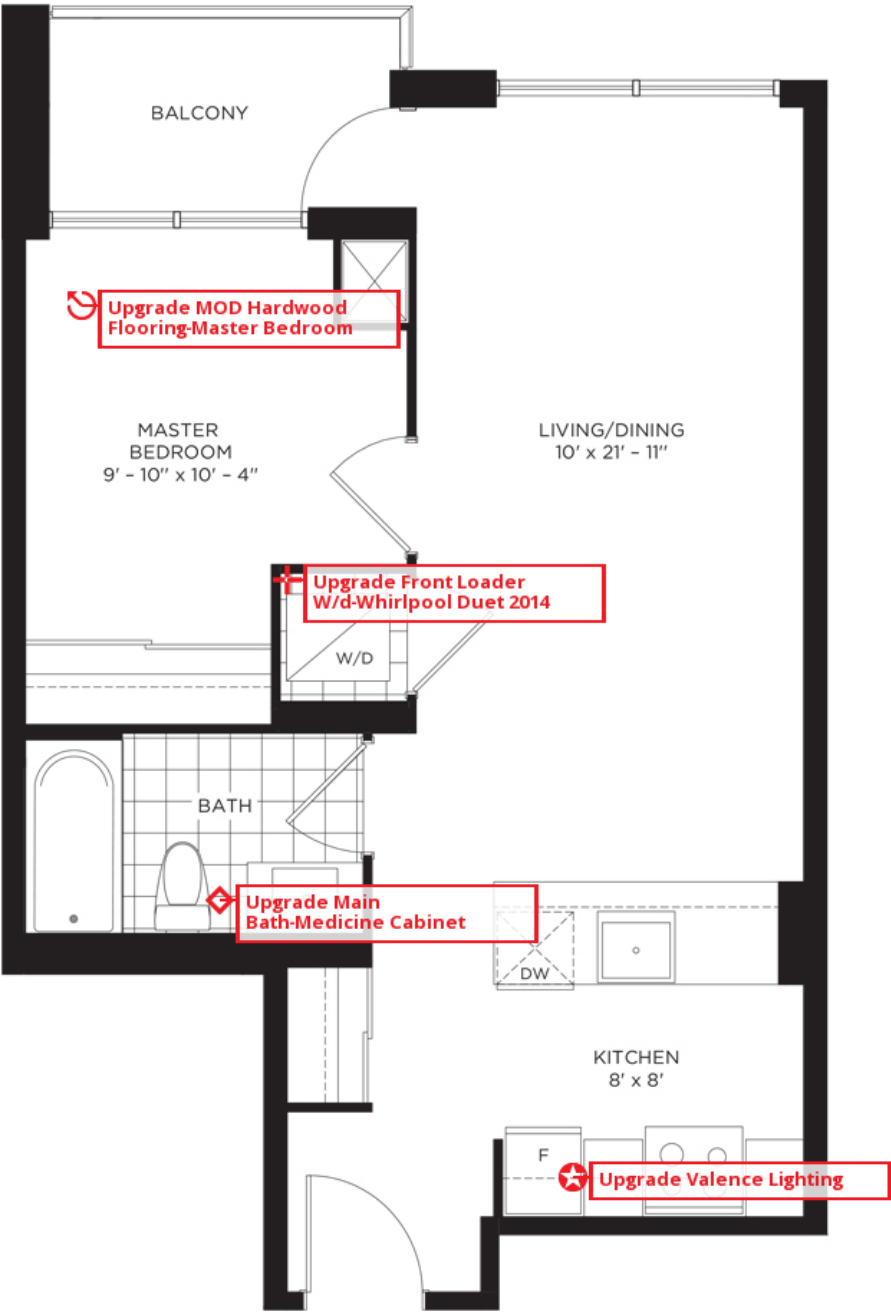 BALCONY
Upgrade MOD Hardwood
Flooring-Master Bedroom
MASTER
BEDROOM
9' – 10" x 10' – 4"
LIVING/DINING
10' x 21' – 11"
Upgrade Front Loader
W/d-Whirlpool Duet 2014
W/D
BATH
Upgrade Main
Bath-Medicine Cabinet
DW
KITCHEN
8' x 8'
F
Upgrade Valence Lighting